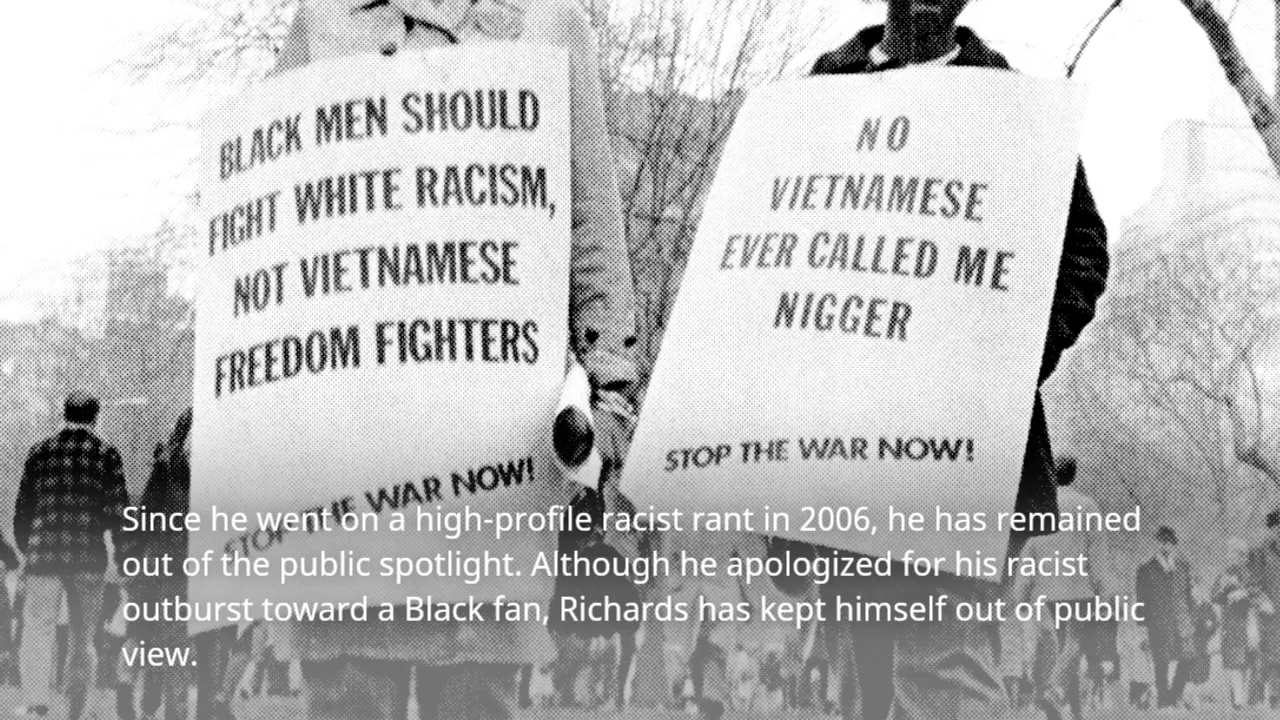 BLACK MEN SHOULD
FIGHT WHITE RACISM,
NOT VIETNAMESE
FREEDOM FIGHTERS
STOP THE WAR NOW!
NO
VIETNAMESE
EVER CALLED ME
NIGGER
STOP THE WAR NOW!
Since he went on a high-profile racist rant in 2006, he has remained
out of the public spotlight. Although he apologized for his racist
outburst toward a Black fan, Richards has kept himself out of public
view.